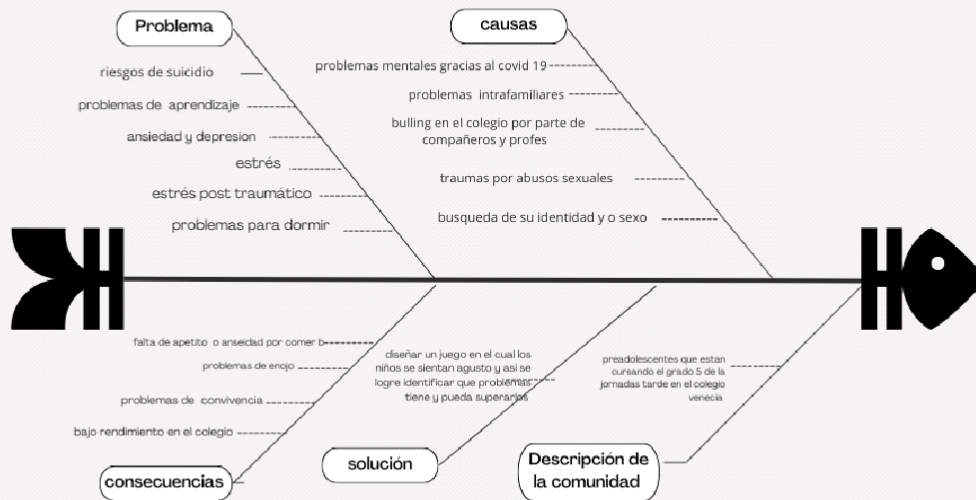 Problema
riesgos de suicidio
problemas de aprendizaje
ansiedad y depresion
estrés
estrés post traumático
problemas para dormir
causas
problemas mentales gracias al covid 19
problemas intrafamiliares
bulling en el colegio por parte de
compañeros y profes
traumas por abusos sexuales
busqueda de su identidad y o sexo
falta de apetito o anseidad por comer b
problemas de enojo
problemas de convivencia
bajo rendimiento en el colegio
consecuencias
diseñar un juego en el cual los
niños se sientan agusto y asi se
logre identificar que problemas
tiene y pueda superarlos
solución
preadolescentes que estan
cursando el grado 5 de la
jornadas tarde en el colegio
venecia
Descripción de
la comunidad